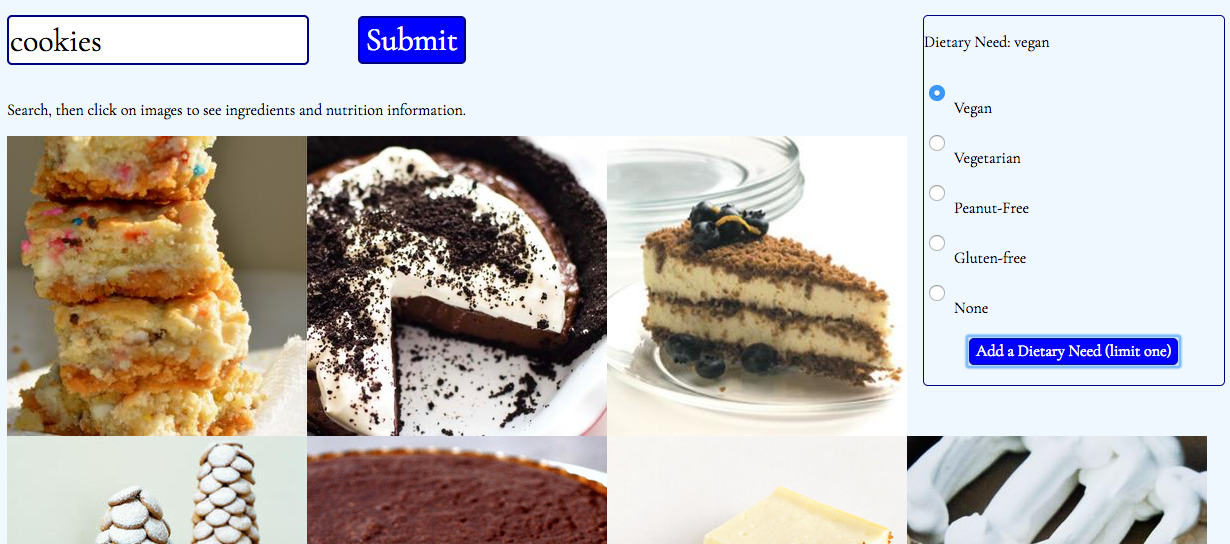 cookies
Submit
Search, then click on images to see ingredients and nutrition information.
Dietary Need: vegan
Vegan
Vegetarian
Peanut-Free
Gluten-free
None
Add a Dietary Need (limit one)